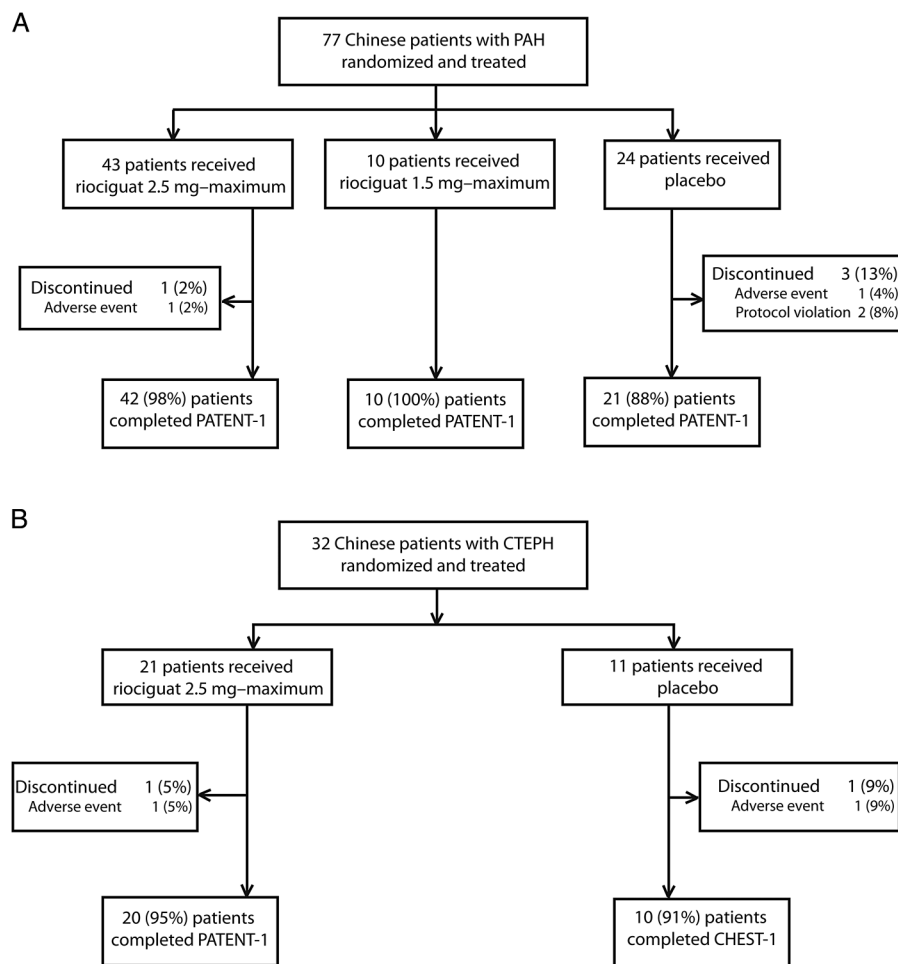 A
77 Chinese patients with PAH
randomized and treated
43 patients received
riociguat 2.5 mg–maximum
10 patients received
riociguat 1.5 mg–maximum
24 patients received
placebo
Discontinued 1 (2%)
Adverse event 1 (2%)
Discontinued 3 (13%)
Adverse event 1 (4%)
Protocol violation 2 (8%)
42 (98%) patients
completed PATENT-1
10 (100%) patients
completed PATENT-1
21 (88%) patients
completed PATENT-1
B
32 Chinese patients with CTEPH
randomized and treated
21 patients received
riociguat 2.5 mg–maximum
11 patients received
placebo
Discontinued 1 (5%)
Adverse event 1 (5%)
Discontinued 1 (9%)
Adverse event 1 (9%)
20 (95%) patients
completed PATENT-1
10 (91%) patients
completed CHEST-1